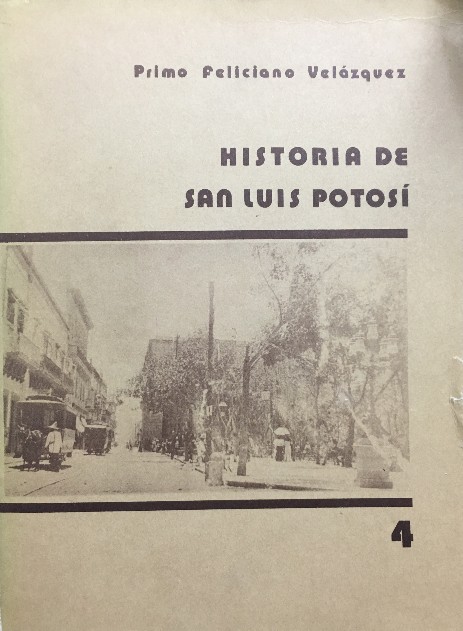 Primo Feliciano Velázquez
HISTORIA DE
SAN LUIS POTOSÍ
4